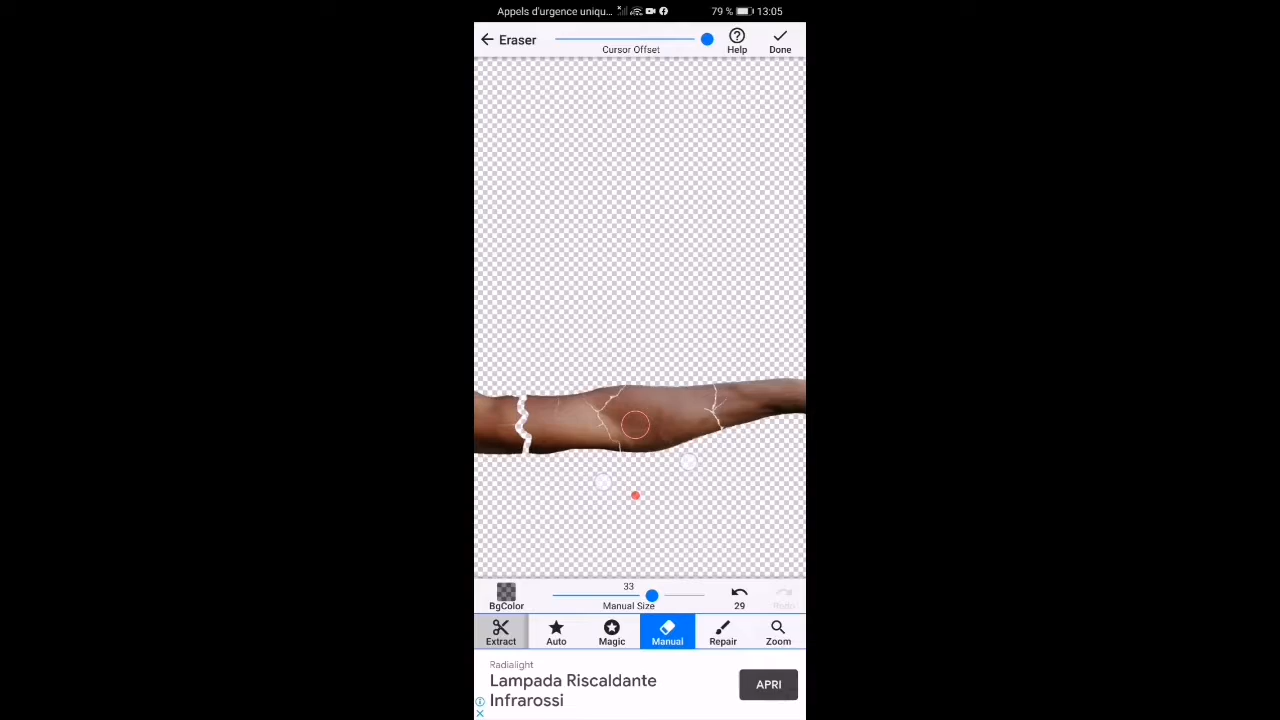 Appels d'urgence uniqu... 79 % 13:05
Eraser
Cursor Offset
Help
Done
33
BgColor
Manual Size
29
Redo
Extract
Auto
Magic
Manual
Repair
Zoom
Radialight
Lampada Riscaldante
Infrarossi
APRI